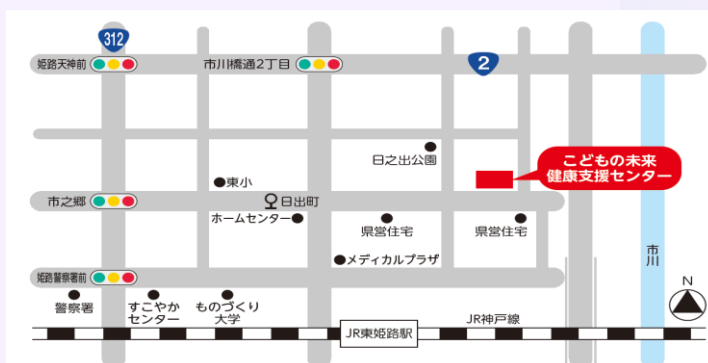 312
姫路天神前
市川橋通2丁目
2
日之出公園
こどもの未来
健康支援センター
東小
市之郷
日出町
ホームセンター
県営住宅
県営住宅
メディカルプラザ
市川
姫路警察署前
N
警察署
すこやか
センター
ものづくり
大学
JR東姫路駅
JR神戸線